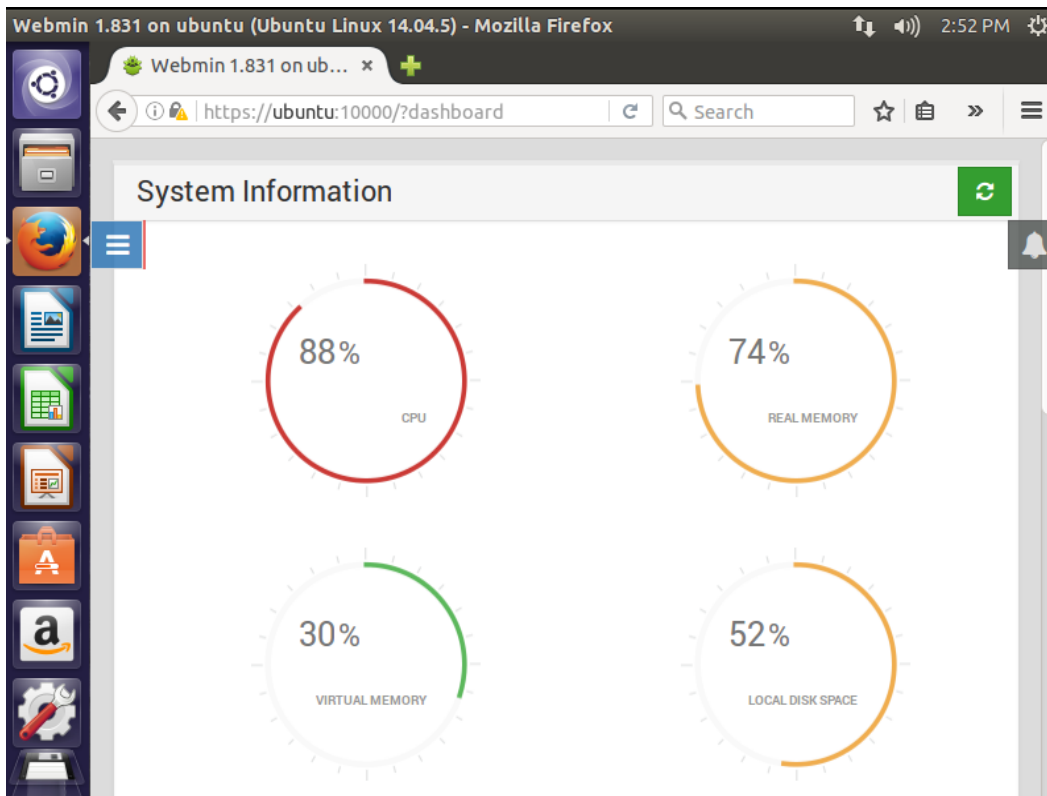 Webmin 1.831 on ubuntu (Ubuntu Linux 14.04.5) - Mozilla Firefox
2:52 PM
Webmin 1.831 on ub...
https://ubuntu:10000/?dashboard
Search
System Information
88%
CPU
74%
REAL MEMORY
30%
VIRTUAL MEMORY
52%
LOCAL DISK SPACE